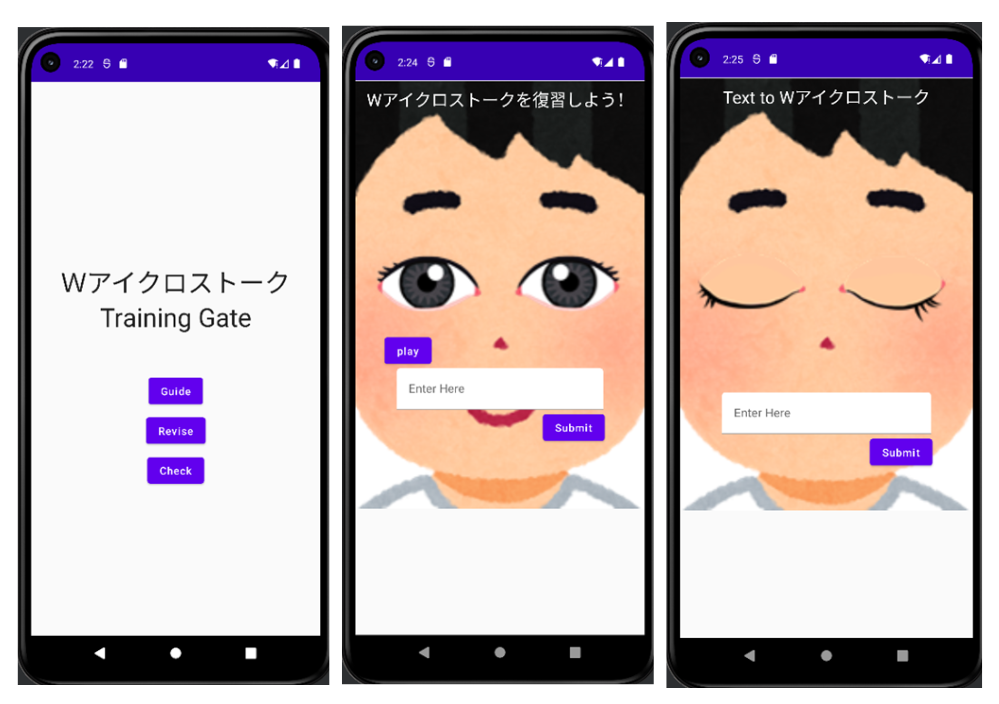 2:22
Wアイクロストーク
Training Gate
Guide
Revise
Check
2:24
Wアイクロストークを復習しよう!
play
Enter Here
Submit
2:25
Text to Wアイクロストーク
Enter Here
Submit